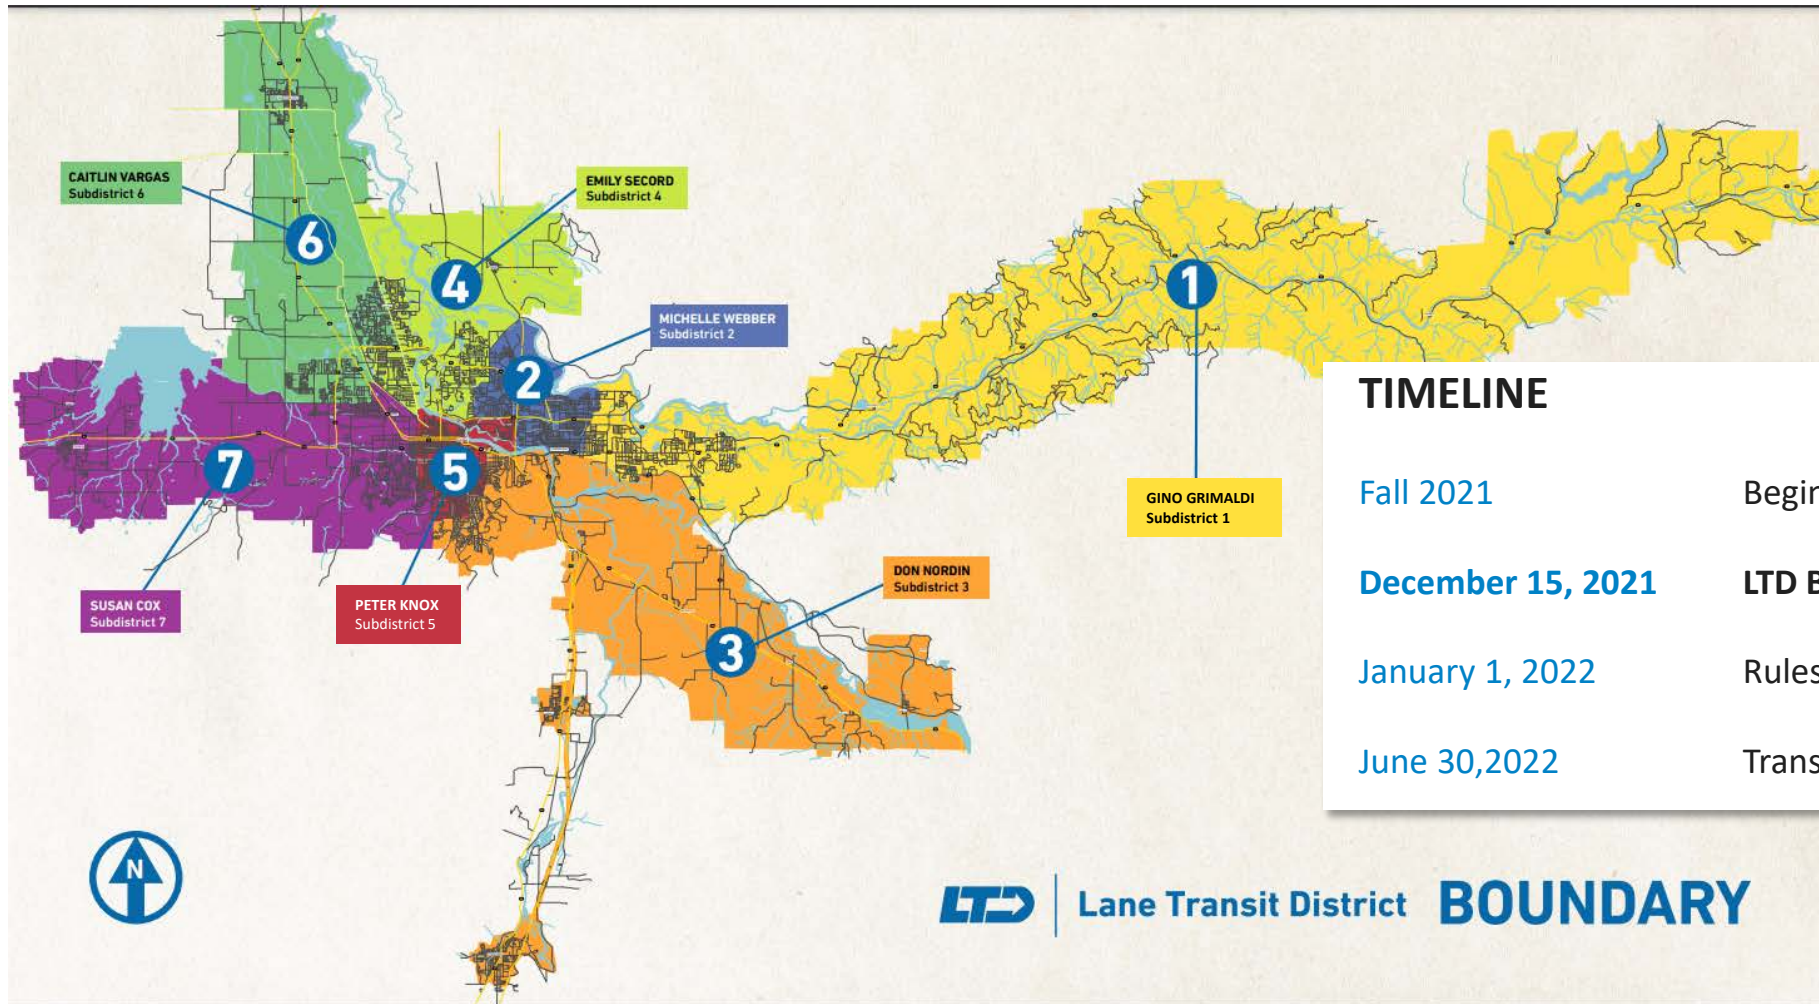 CAITLIN VARGAS
Subdistrict 6
EMILY SECORD
Subdistrict 4
MICHELLE WEBBER
Subdistrict 2
6
4
2
1
7
5
3
GINO GRIMALDI
Subdistrict 1
DON NORDIN
Subdistrict 3
SUSAN COX
Subdistrict 7
PETER KNOX
Subdistrict 5
TIMELINE
Fall 2021 Begin
December 15, 2021 LTD B
January 1, 2022 Rules
June 30,2022 Trans
N
LTD Lane Transit District BOUNDARY